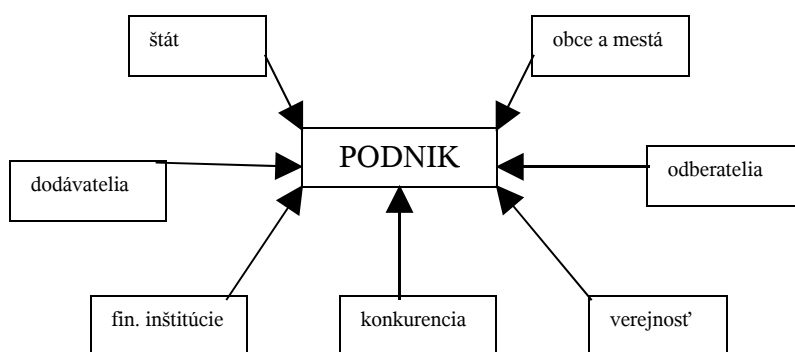 štát
obce a mestá
PODNIK
dodávatelia
odberatelia
fin. inštitúcie
konkurencia
verejnosť